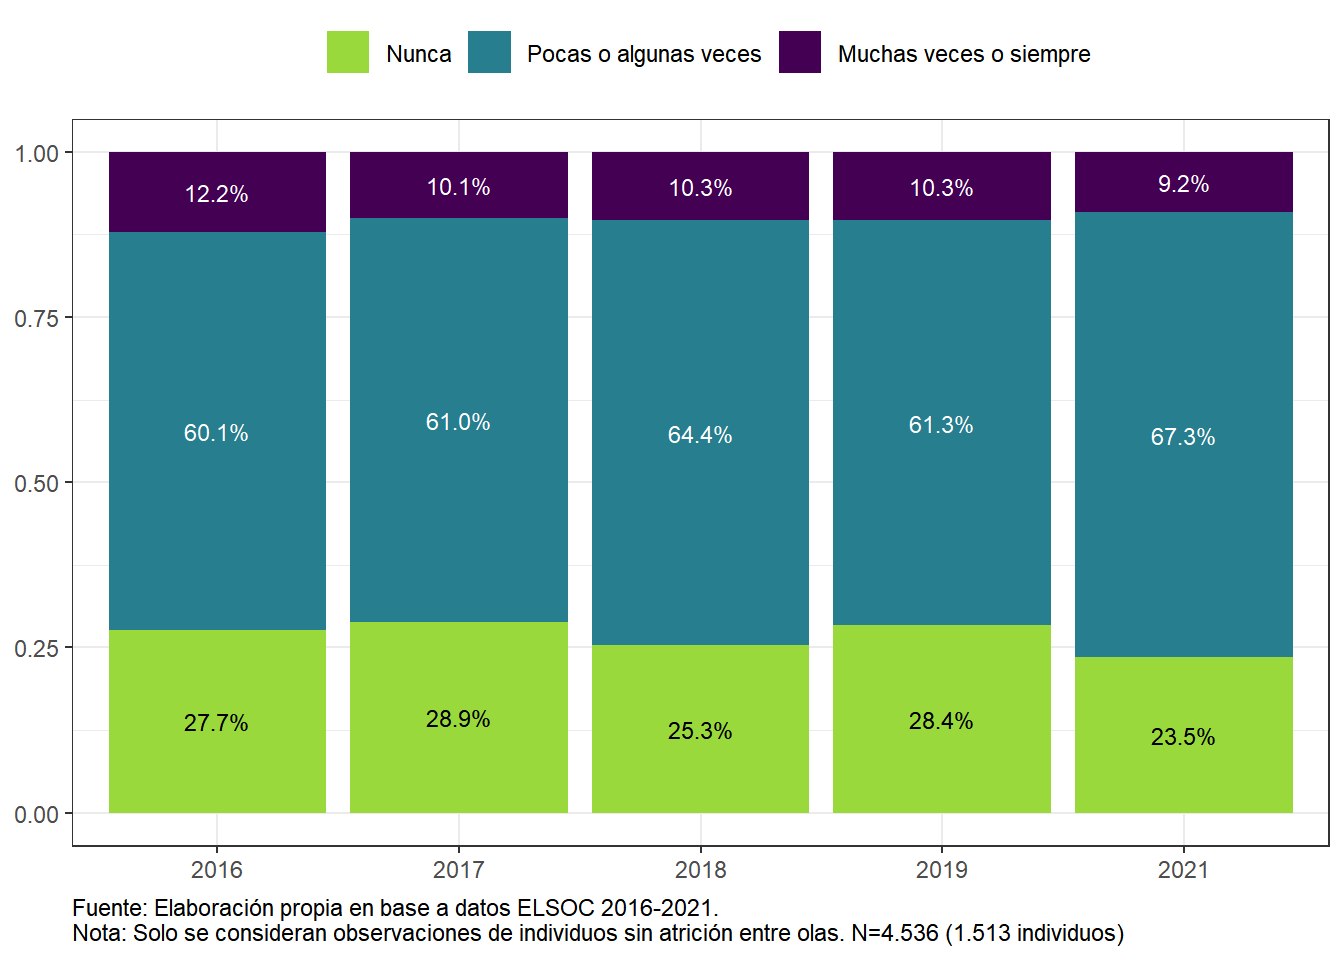 Nunca Pocas o algunas veces Muchas veces o siempre
1.00
12.2% 10.1% 10.3% 10.3% 9.2%
0.75
60.1% 61.0% 64.4% 61.3% 67.3%
0.50
0.25
27.7% 28.9% 25.3% 28.4% 23.5%
0.00
2016 2017 2018 2019 2021
Fuente: Elaboración propia en base a datos ELSOC 2016-2021.
Nota: Solo se consideran observaciones de individuos sin atrición entre olas. N=4.536 (1.513 individuos)